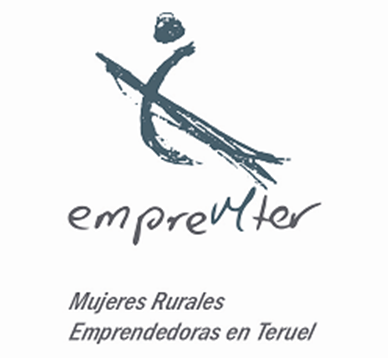 empreMter
Mujeres Rurales
Emprendedoras en Teruel